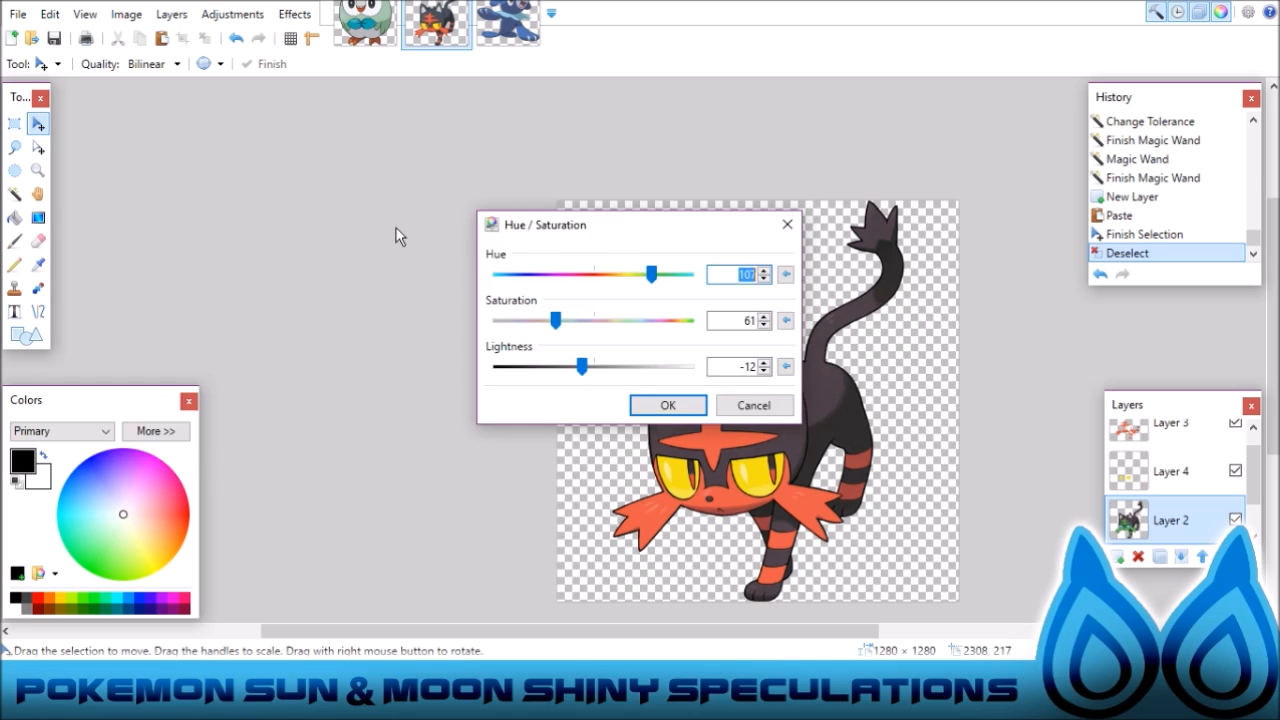 File Edit View Image Layers Adjustments Effects
Tool: Quality: Bilinear Finish
To...
History
Change Tolerance
Finish Magic Wand
Magic Wand
Finish Magic Wand
New Layer
Paste
Finish Selection
Deselect
Hue / Saturation
Hue
107
Saturation
61
Lightness
-12
OK Cancel
Colors
Primary More >>
Layers
Layer 3
Layer 4
Layer 2
Drag the selection to move. Drag the handles to scale. Drag with right mouse button to rotate.
1280 × 1280 2308, 217
POKEMON SUN & MOON SHINY SPECULATIONS